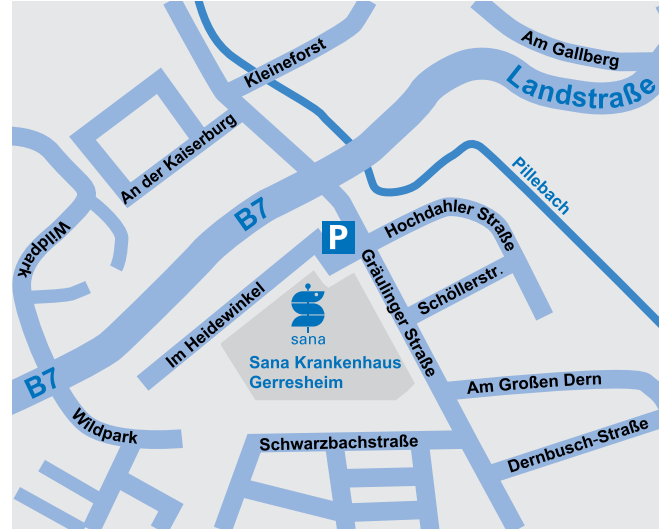 Am Gallberg
Kleineforst
Landstraße
An der Kaiserburg
Pillebach
B7
Wildpark
P
Hochdahler Straße
Gräulinger Straße
Schöllerstr.
Im Heidewinkel
sana
Sana Krankenhaus
Gerresheim
B7
Am Großen Dern
Wildpark
Schwarzbachstraße
Dernbusch-Straße